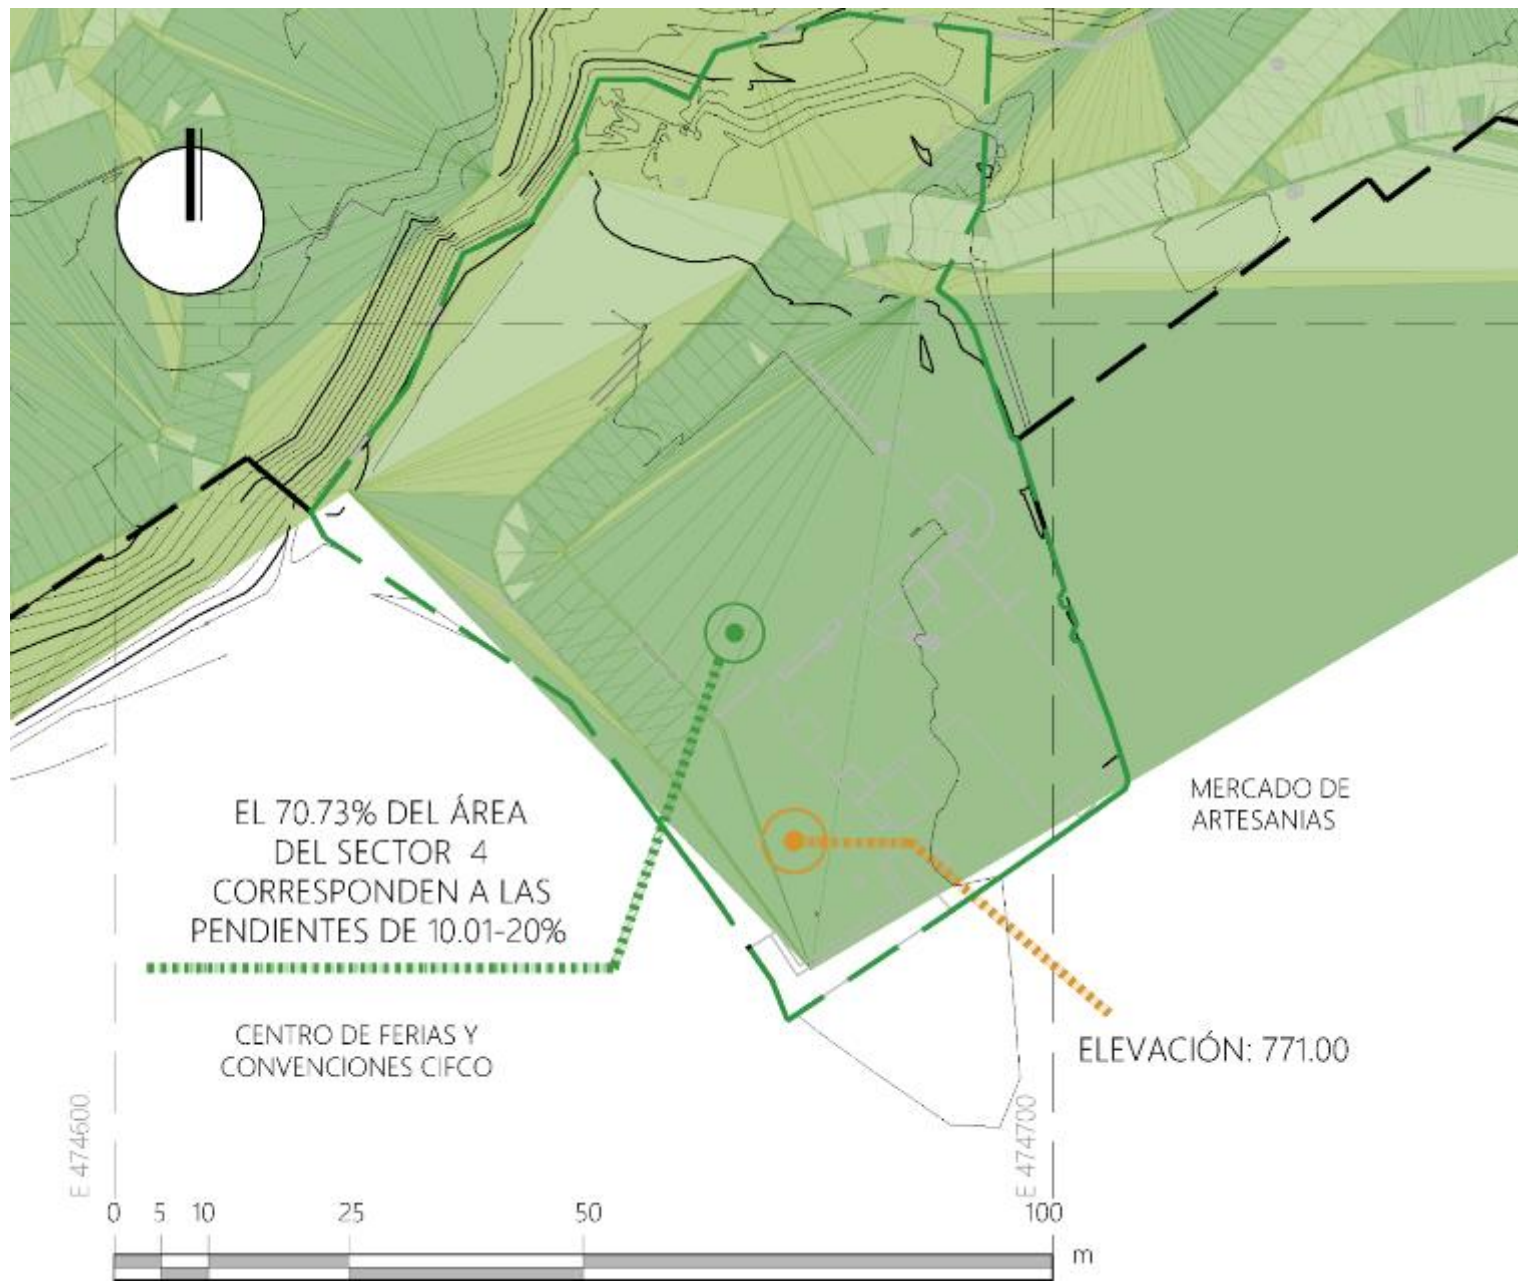 EL 70.73% DEL ÁREA
DEL SECTOR 4
CORRESPONDEN A LAS
PENDIENTES DE 10.01-20%
MERCADO DE
ARTESANIAS
CENTRO DE FERIAS Y
CONVENCIONES CIFCO
ELEVACIÓN: 771.00
E 474600
E 474700
0 5 10 25 50 100
m